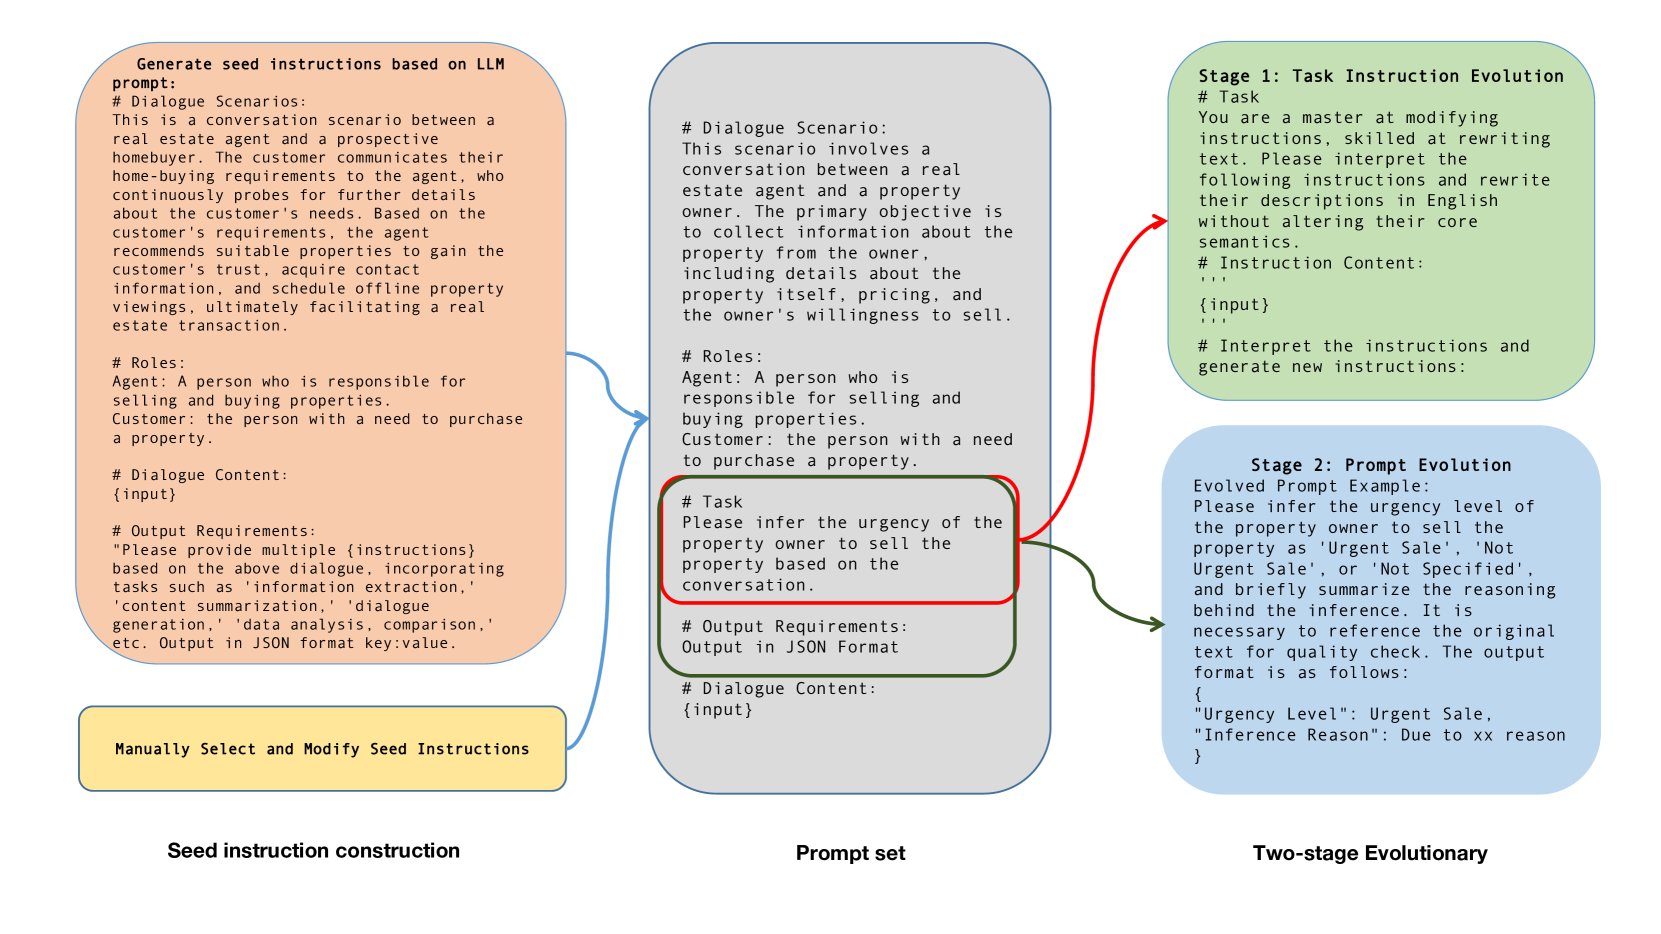 Generate seed instructions based on LLM
prompt:
# Dialogue Scenarios:
This is a conversation scenario between a
real estate agent and a prospective
homebuyer. The customer communicates their
home-buying requirements to the agent, who
continuously probes for further details
about the customer's needs. Based on the
customer's requirements, the agent
recommends suitable properties to gain the
customer's trust, acquire contact
information, and schedule offline property
viewings, ultimately facilitating a real
estate transaction.
# Roles:
Agent: A person who is responsible for
selling and buying properties.
Customer: the person with a need to purchase
a property.
# Dialogue Content:
{input}
# Output Requirements:
"Please provide multiple {instructions}
based on the above dialogue, incorporating
tasks such as 'information extraction,'
'content summarization,' 'dialogue
generation,' 'data analysis, comparison,'
etc. Output in JSON format key:value.
Manually Select and Modify Seed Instructions
Seed instruction construction
# Dialogue Scenario:
This scenario involves a
conversation between a real
estate agent and a property
owner. The primary objective is
to collect information about the
property from the owner,
including details about the
property itself, pricing, and
the owner's willingness to sell.
# Roles:
Agent: A person who is
responsible for selling and
buying properties.
Customer: the person with a need
to purchase a property.
# Task
Please infer the urgency of the
property owner to sell the
property based on the
conversation.
# Output Requirements:
Output in JSON Format
# Dialogue Content:
{input}
Prompt set
Stage 1: Task Instruction Evolution
# Task
You are a master at modifying
instructions, skilled at rewriting
text. Please interpret the
following instructions and rewrite
their descriptions in English
without altering their core
semantics.
# Instruction Content:
'''
{input}
'''
# Interpret the instructions and
generate new instructions:
Stage 2: Prompt Evolution
Evolved Prompt Example:
Please infer the urgency level of
the property owner to sell the
property as 'Urgent Sale', 'Not
Urgent Sale', or 'Not Specified',
and briefly summarize the reasoning
behind the inference. It is
necessary to reference the original
text for quality check. The output
format is as follows:
{
"Urgency Level": Urgent Sale,
"Inference Reason": Due to xx reason
}
Two-stage Evolutionary